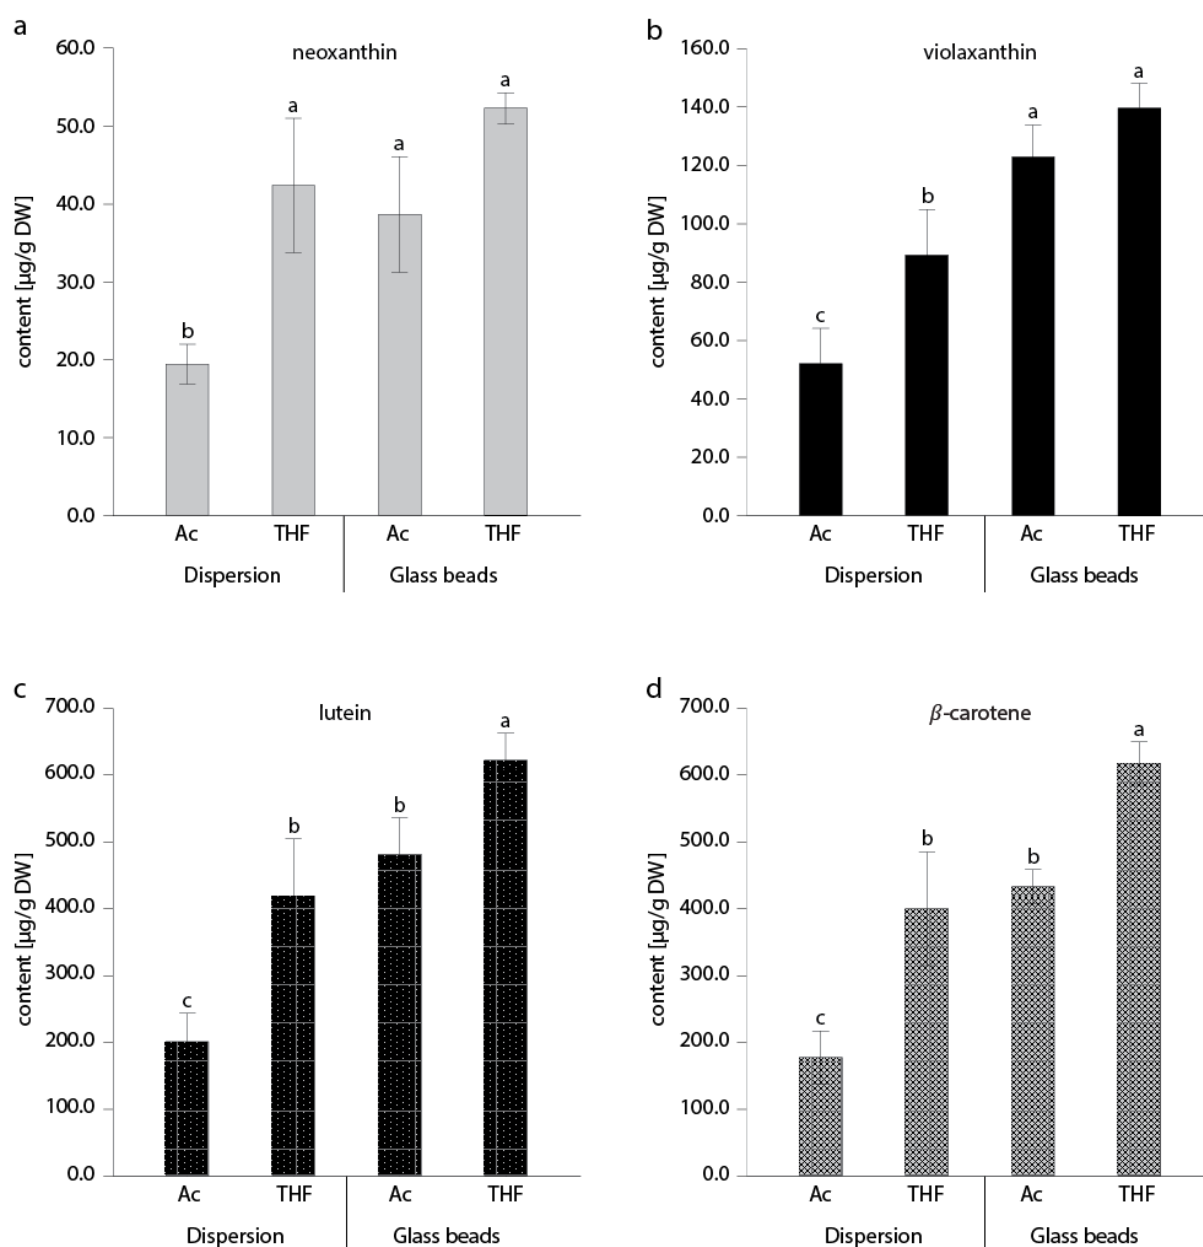 a
neoxanthin
60.0
50.0
40.0
30.0
20.0
10.0
0.0
content [µg/g DW]
b
a
a
a
Ac THF Ac THF
Dispersion Glass beads
b
violaxanthin
160.0
140.0
120.0
100.0
80.0
60.0
40.0
20.0
0.0
content [µg/g DW]
c
b
a
a
Ac THF Ac THF
Dispersion Glass beads
c
lutein
700.0
600.0
500.0
400.0
300.0
200.0
100.0
0.0
content [µg/g DW]
c
b
b
a
Ac THF Ac THF
Dispersion Glass beads
d
β-carotene
700.0
600.0
500.0
400.0
300.0
200.0
100.0
0.0
content [µg/g DW]
c
b
b
a
Ac THF Ac THF
Dispersion Glass beads